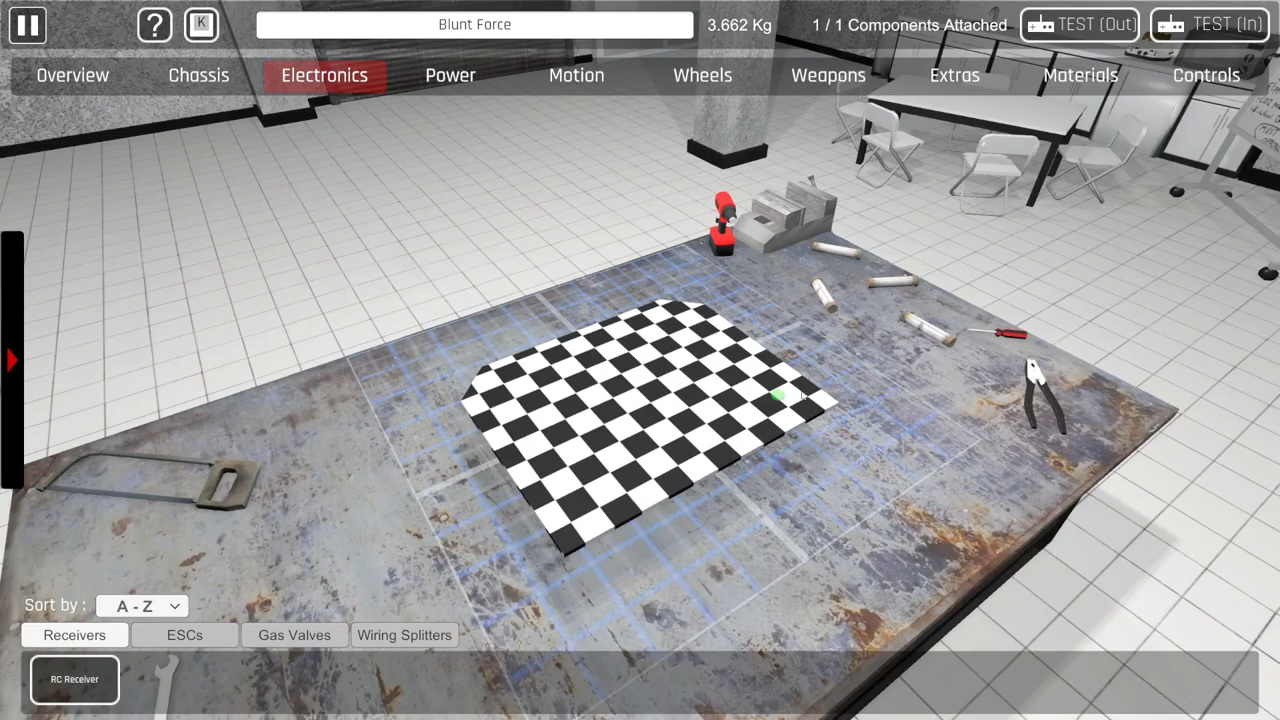 K
Blunt Force
3.662 Kg
1 / 1 Components Attached
TEST (Out)
TEST (In)
Overview
Chassis
Electronics
Power
Motion
Wheels
Weapons
Extras
Materials
Controls
Sort by :
A - Z
Receivers
ESCs
Gas Valves
Wiring Splitters
RC Receiver